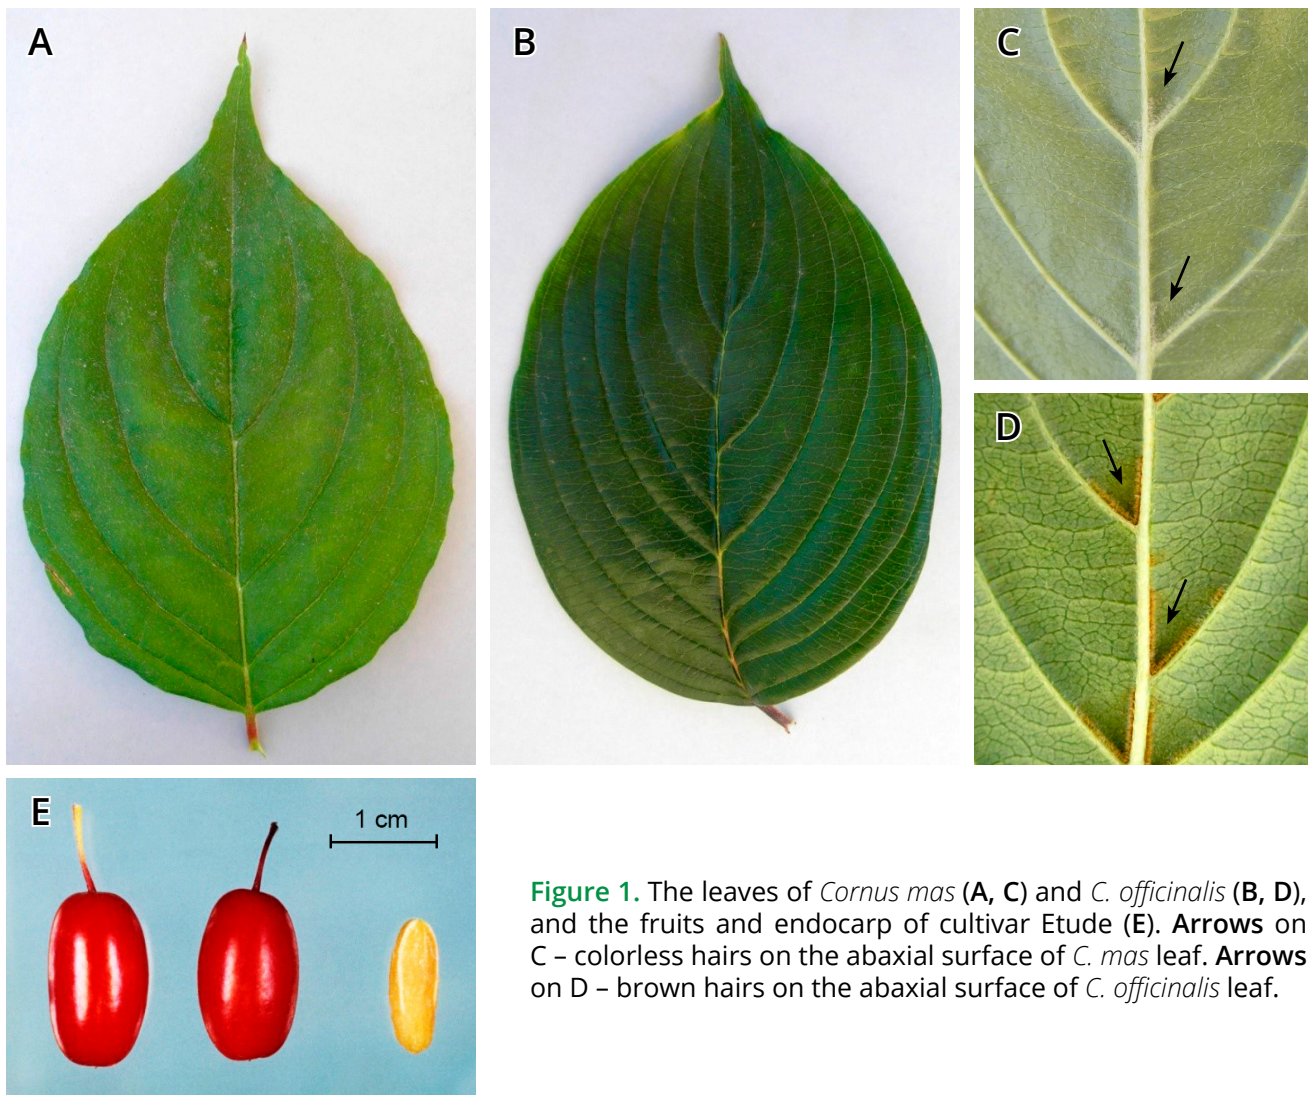 A
B
C
D
E
1 cm
Figure 1. The leaves of Cornus mas (A, C) and C. officinalis (B, D),
and the fruits and endocarp of cultivar Etude (E). Arrows on
C – colorless hairs on the abaxial surface of C. mas leaf. Arrows
on D – brown hairs on the abaxial surface of C. officinalis leaf.